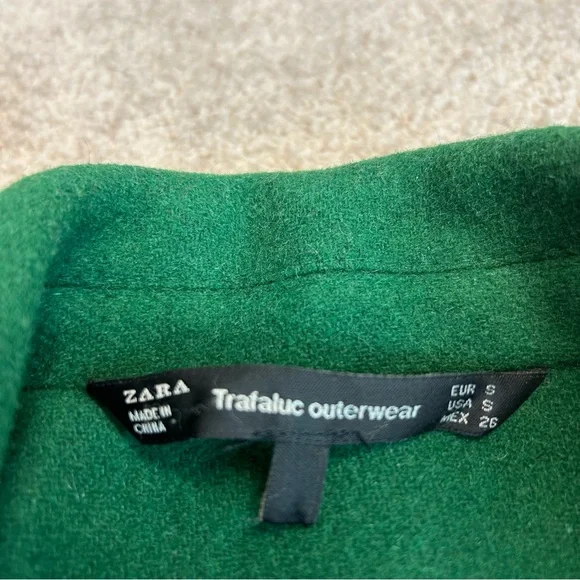 ZARA
MADE IN
CHINA
Trafaluc outerwear
EUR S
USA S
MEX 26